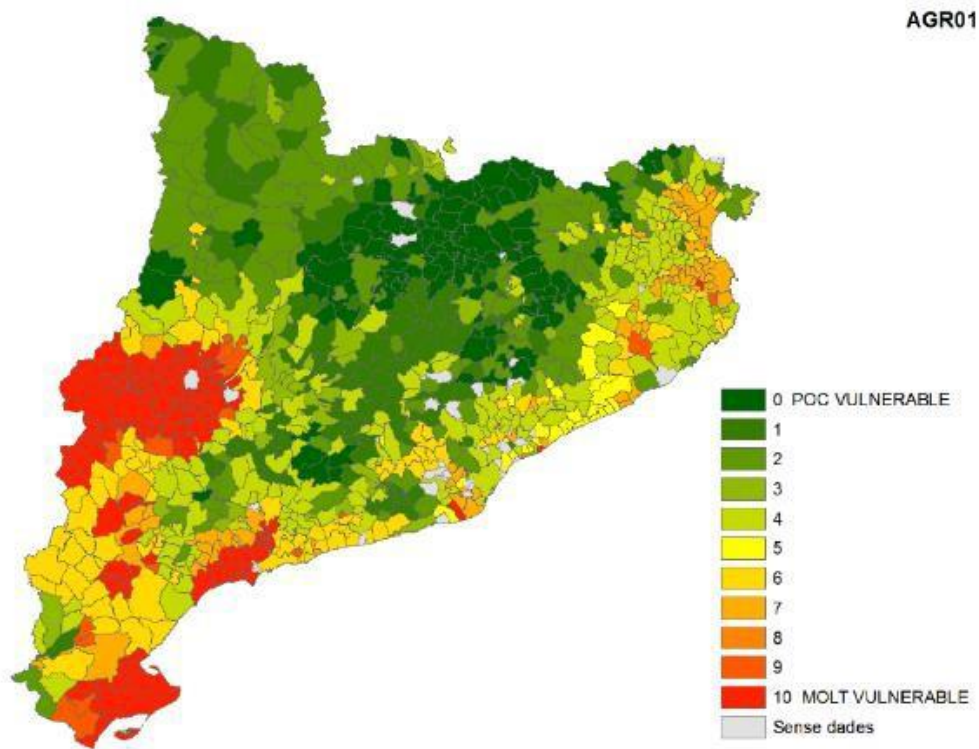 AGR01
0 POC VULNERABLE
1
2
3
4
5
6
7
8
9
10 MOLT VULNERABLE
Sense dades